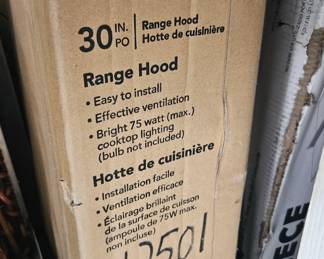 30 IN. PO
Range Hood
Hotte de cuisinière
Range Hood
• Easy to install
• Effective ventilation
• Bright 75 watt (max.)
cooktop lighting
(bulb not included)
Hotte de cuisinière
• Installation facile
• Ventilation efficace
• Éclairage brillant
de la surface de cuisson
(ampoule de 75W max.
non incluse)